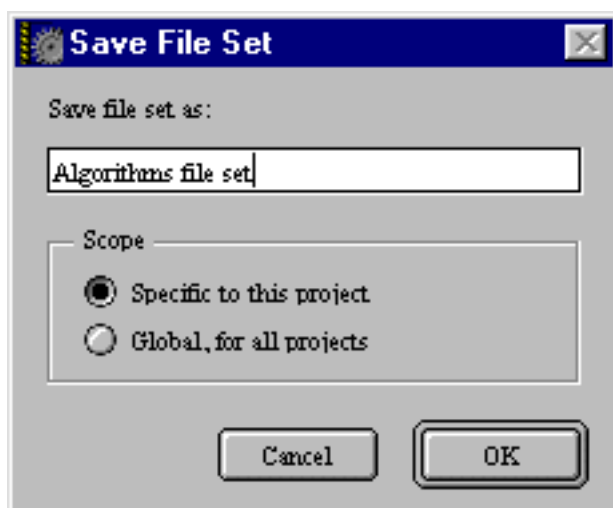 Save File Set
Save file set as:
Algorithms file set
Scope
Specific to this project
Global, for all projects
Cancel OK